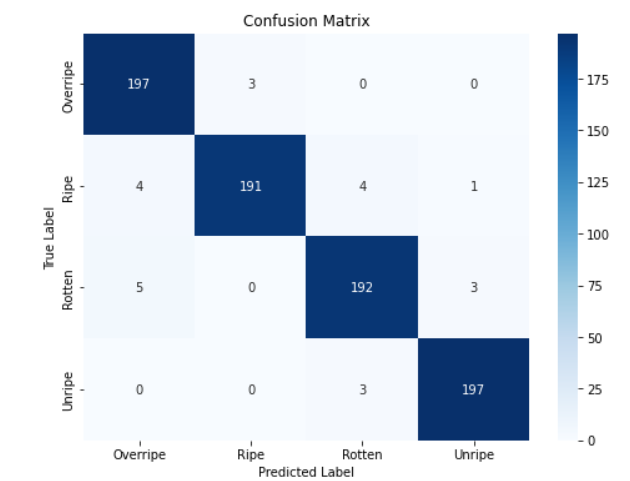 Confusion Matrix
Overripe
197 3 0 0
Ripe
4 191 4 1
Rotten
5 0 192 3
Unripe
0 0 3 197
True Label
Overripe Ripe Rotten Unripe
Predicted Label
175
150
125
100
75
50
25
0